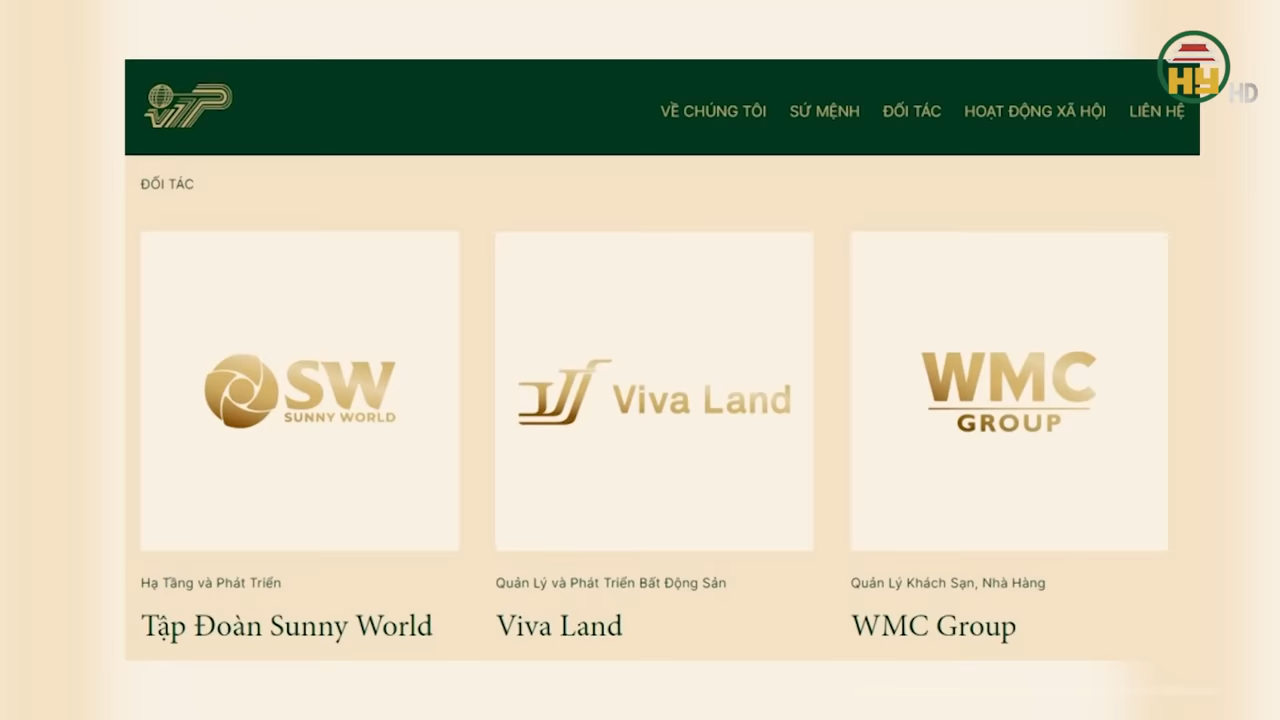 VTP
VỀ CHÚNG TÔI SỨ MỆNH ĐỐI TÁC HOẠT ĐỘNG XÃ HỘI LIÊN HỆ
HY HD
ĐỐI TÁC
SW
SUNNY WORLD
Viva Land
WMC
GROUP
Hạ Tầng và Phát Triển
Tập Đoàn Sunny World
Quản Lý và Phát Triển Bất Động Sản
Viva Land
Quản Lý Khách Sạn, Nhà Hàng
WMC Group